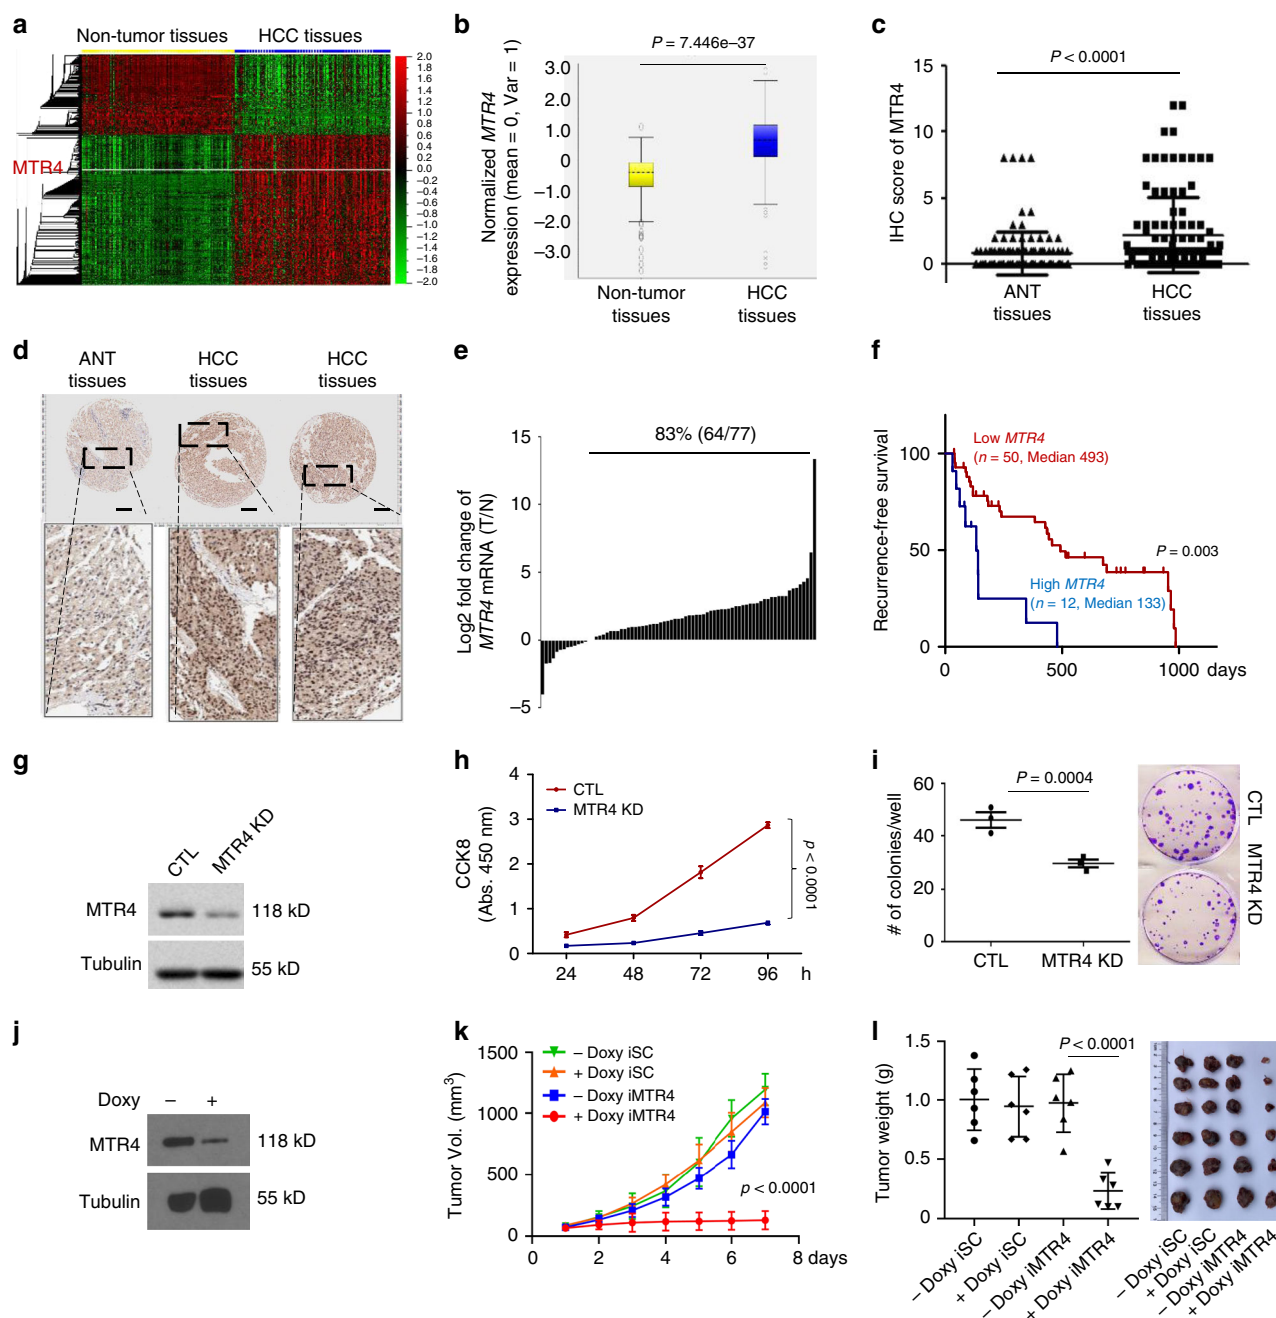 a
Non-tumor tissues
HCC tissues
MTR4
2.0
1.8
1.6
1.4
1.2
1.0
0.8
0.6
0.4
0.2
0.0
−0.2
−0.4
−0.6
−0.8
−1.0
−1.2
−1.4
−1.6
−1.8
−2.0
b
P = 7.446e–37
Normalized MTR4
expression (mean = 0, Var = 1)
3.0
2.0
1.0
0
−1.0
−2.0
−3.0
Non-tumor
tissues
HCC
tissues
c
P < 0.0001
IHC score of MTR4
15
10
5
0
ANT
tissues
HCC
tissues
d
ANT
tissues
HCC
tissues
HCC
tissues
e
83% (64/77)
Log2 fold change of
MTR4 mRNA (T/N)
15
10
5
0
−5
f
Recurrence-free survival
100
50
0
Low MTR4
(n = 50, Median 493)
P = 0.003
High MTR4
(n = 12, Median 133)
0
500
1000
days
g
CTL
MTR4 KD
MTR4
118 kD
Tubulin
55 kD
h
CCK8
(Abs. 450 nm)
4
3
2
1
0
CTL
MTR4 KD
p < 0.0001
24
48
72
96
h
i
P = 0.0004
# of colonies/well
60
40
20
0
CTL
MTR4 KD
CTL
MTR4 KD
j
Doxy
–
+
MTR4
118 kD
Tubulin
55 kD
k
Tumor Vol. (mm³)
1500
1000
500
0
– Doxy iSC
+ Doxy iSC
– Doxy iMTR4
+ Doxy iMTR4
p < 0.0001
0
2
4
6
8
days
l
P < 0.0001
Tumor weight (g)
1.5
1.0
0.5
0
– Doxy iSC
+ Doxy iSC
– Doxy iMTR4
+ Doxy iMTR4
– Doxy iSC
+ Doxy iSC
– Doxy iMTR4
+ Doxy iMTR4